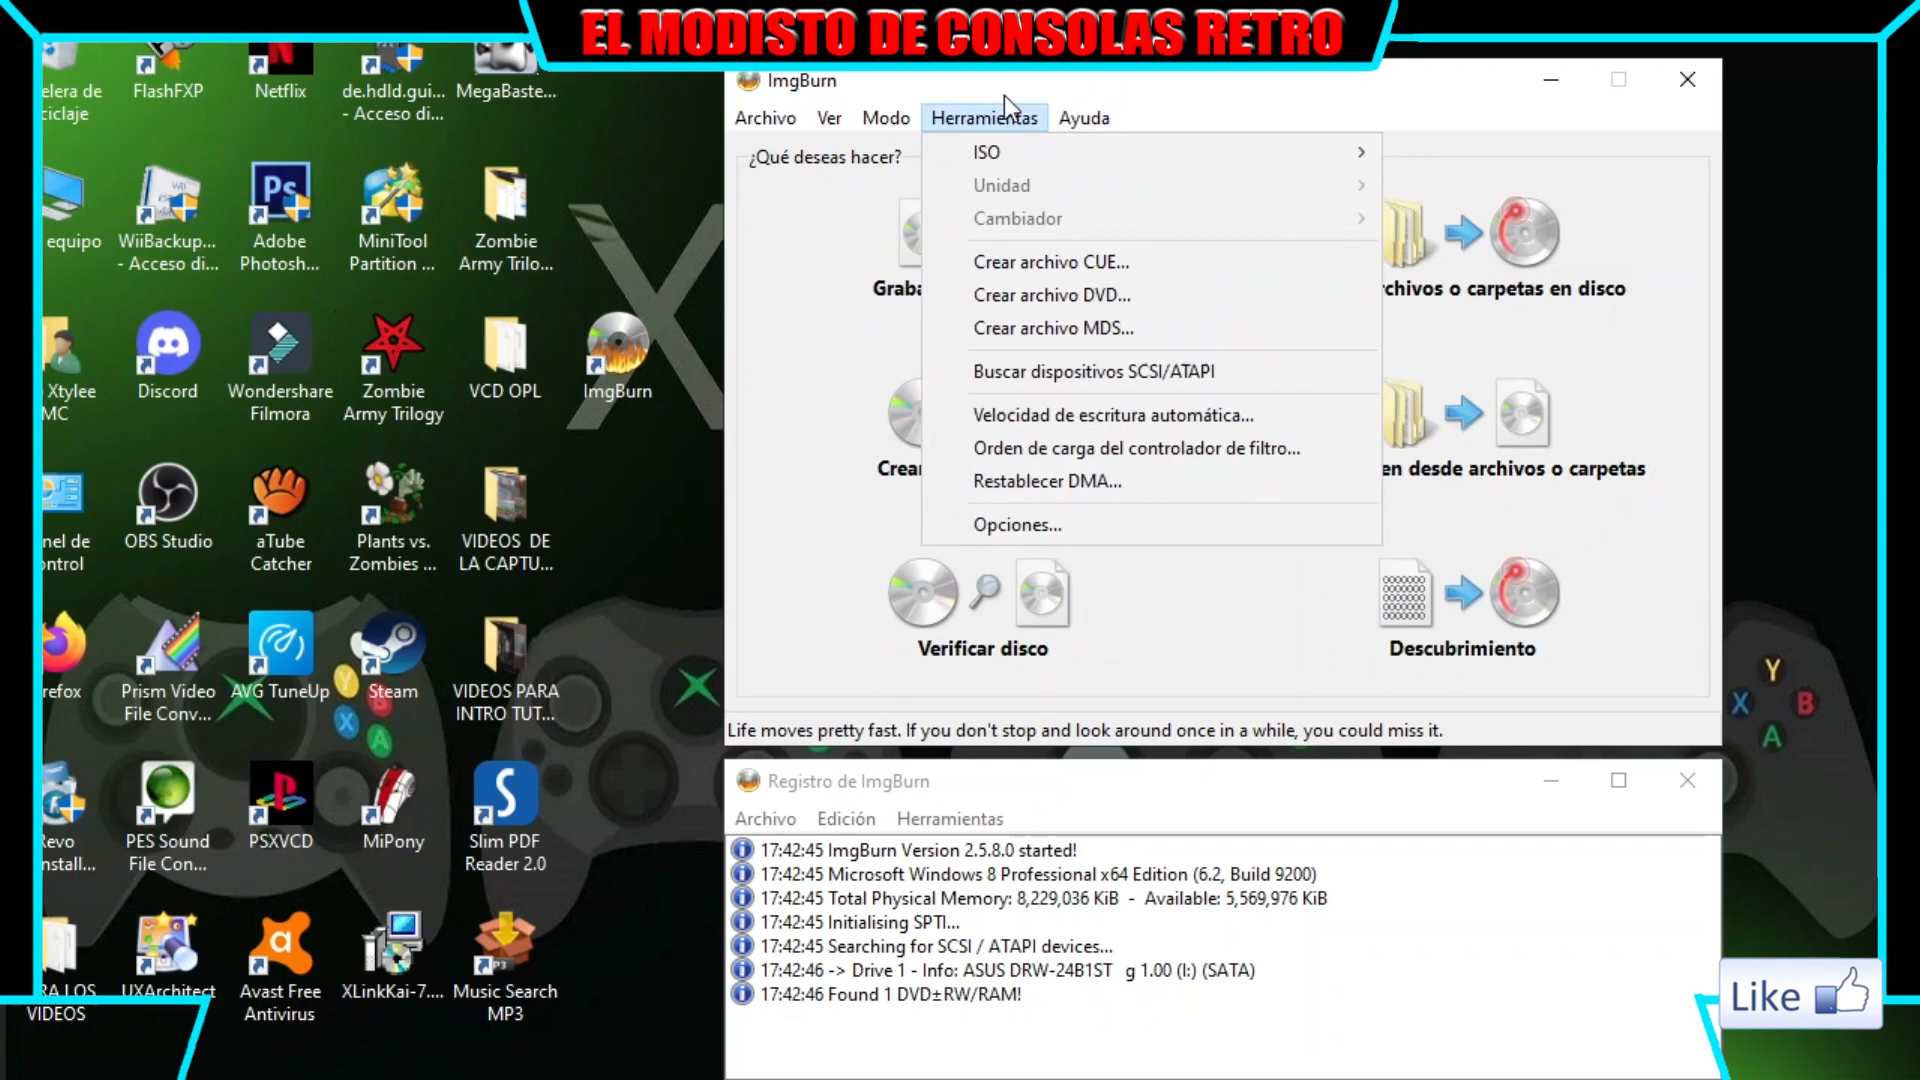 EL MODISTO DE CONSOLAS RETRO
elera de
ciclaje
FlashFXP
Netflix
de.hdld.gui...
- Acceso di...
MegaBaste...
equipo
WiiBackup...
- Acceso di...
Ps
Adobe
Photosh...
MiniTool
Partition ...
Zombie
Army Trilo...
Xtylee
MC
Discord
Wondershare
Filmora
Zombie
Army Trilogy
VCD OPL
ImgBurn
nel de
ontrol
OBS Studio
aTube
Catcher
Plants vs.
Zombies ...
VIDEOS DE
LA CAPTU...
refox
Prism Video
File Conv...
AVG TuneUp
Steam
VIDEOS PARA
INTRO TUT...
Revo
nstall...
PES Sound
File Con...
PSXVCD
MiPony
Slim PDF
Reader 2.0
RA LOS
VIDEOS
UXArchitect
Avast Free
Antivirus
XLinkKai-7....
Music Search
MP3
ImgBurn
Archivo Ver Modo Herramientas Ayuda
¿Qué deseas hacer?
ISO
Unidad
Cambiador
Crear archivo CUE...
Crear archivo DVD...
Crear archivo MDS...
Buscar dispositivos SCSI/ATAPI
Velocidad de escritura automática...
Orden de carga del controlador de filtro...
Restablecer DMA...
Opciones...
Graba
chivos o carpetas en disco
Crear
en desde archivos o carpetas
Verificar disco
Descubrimiento
Life moves pretty fast. If you don't stop and look around once in a while, you could miss it.
Registro de ImgBurn
Archivo Edición Herramientas
17:42:45 ImgBurn Version 2.5.8.0 started!
17:42:45 Microsoft Windows 8 Professional x64 Edition (6.2, Build 9200)
17:42:45 Total Physical Memory: 8,229,036 KiB - Available: 5,569,976 KiB
17:42:45 Initialising SPTI...
17:42:45 Searching for SCSI / ATAPI devices...
17:42:46 -> Drive 1 - Info: ASUS DRW-24B1ST g 1.00 (I:) (SATA)
17:42:46 Found 1 DVD±RW/RAM!
Y
X
B
A
Y
X
B
A
Like